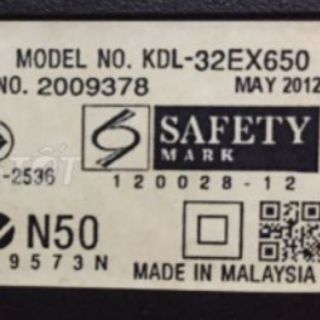 MODEL NO. KDL-32EX650
NO. 2009378 MAY 2012
SAFETY
MARK
-2536
120028-12
N50
9573N
MADE IN MALAYSIA